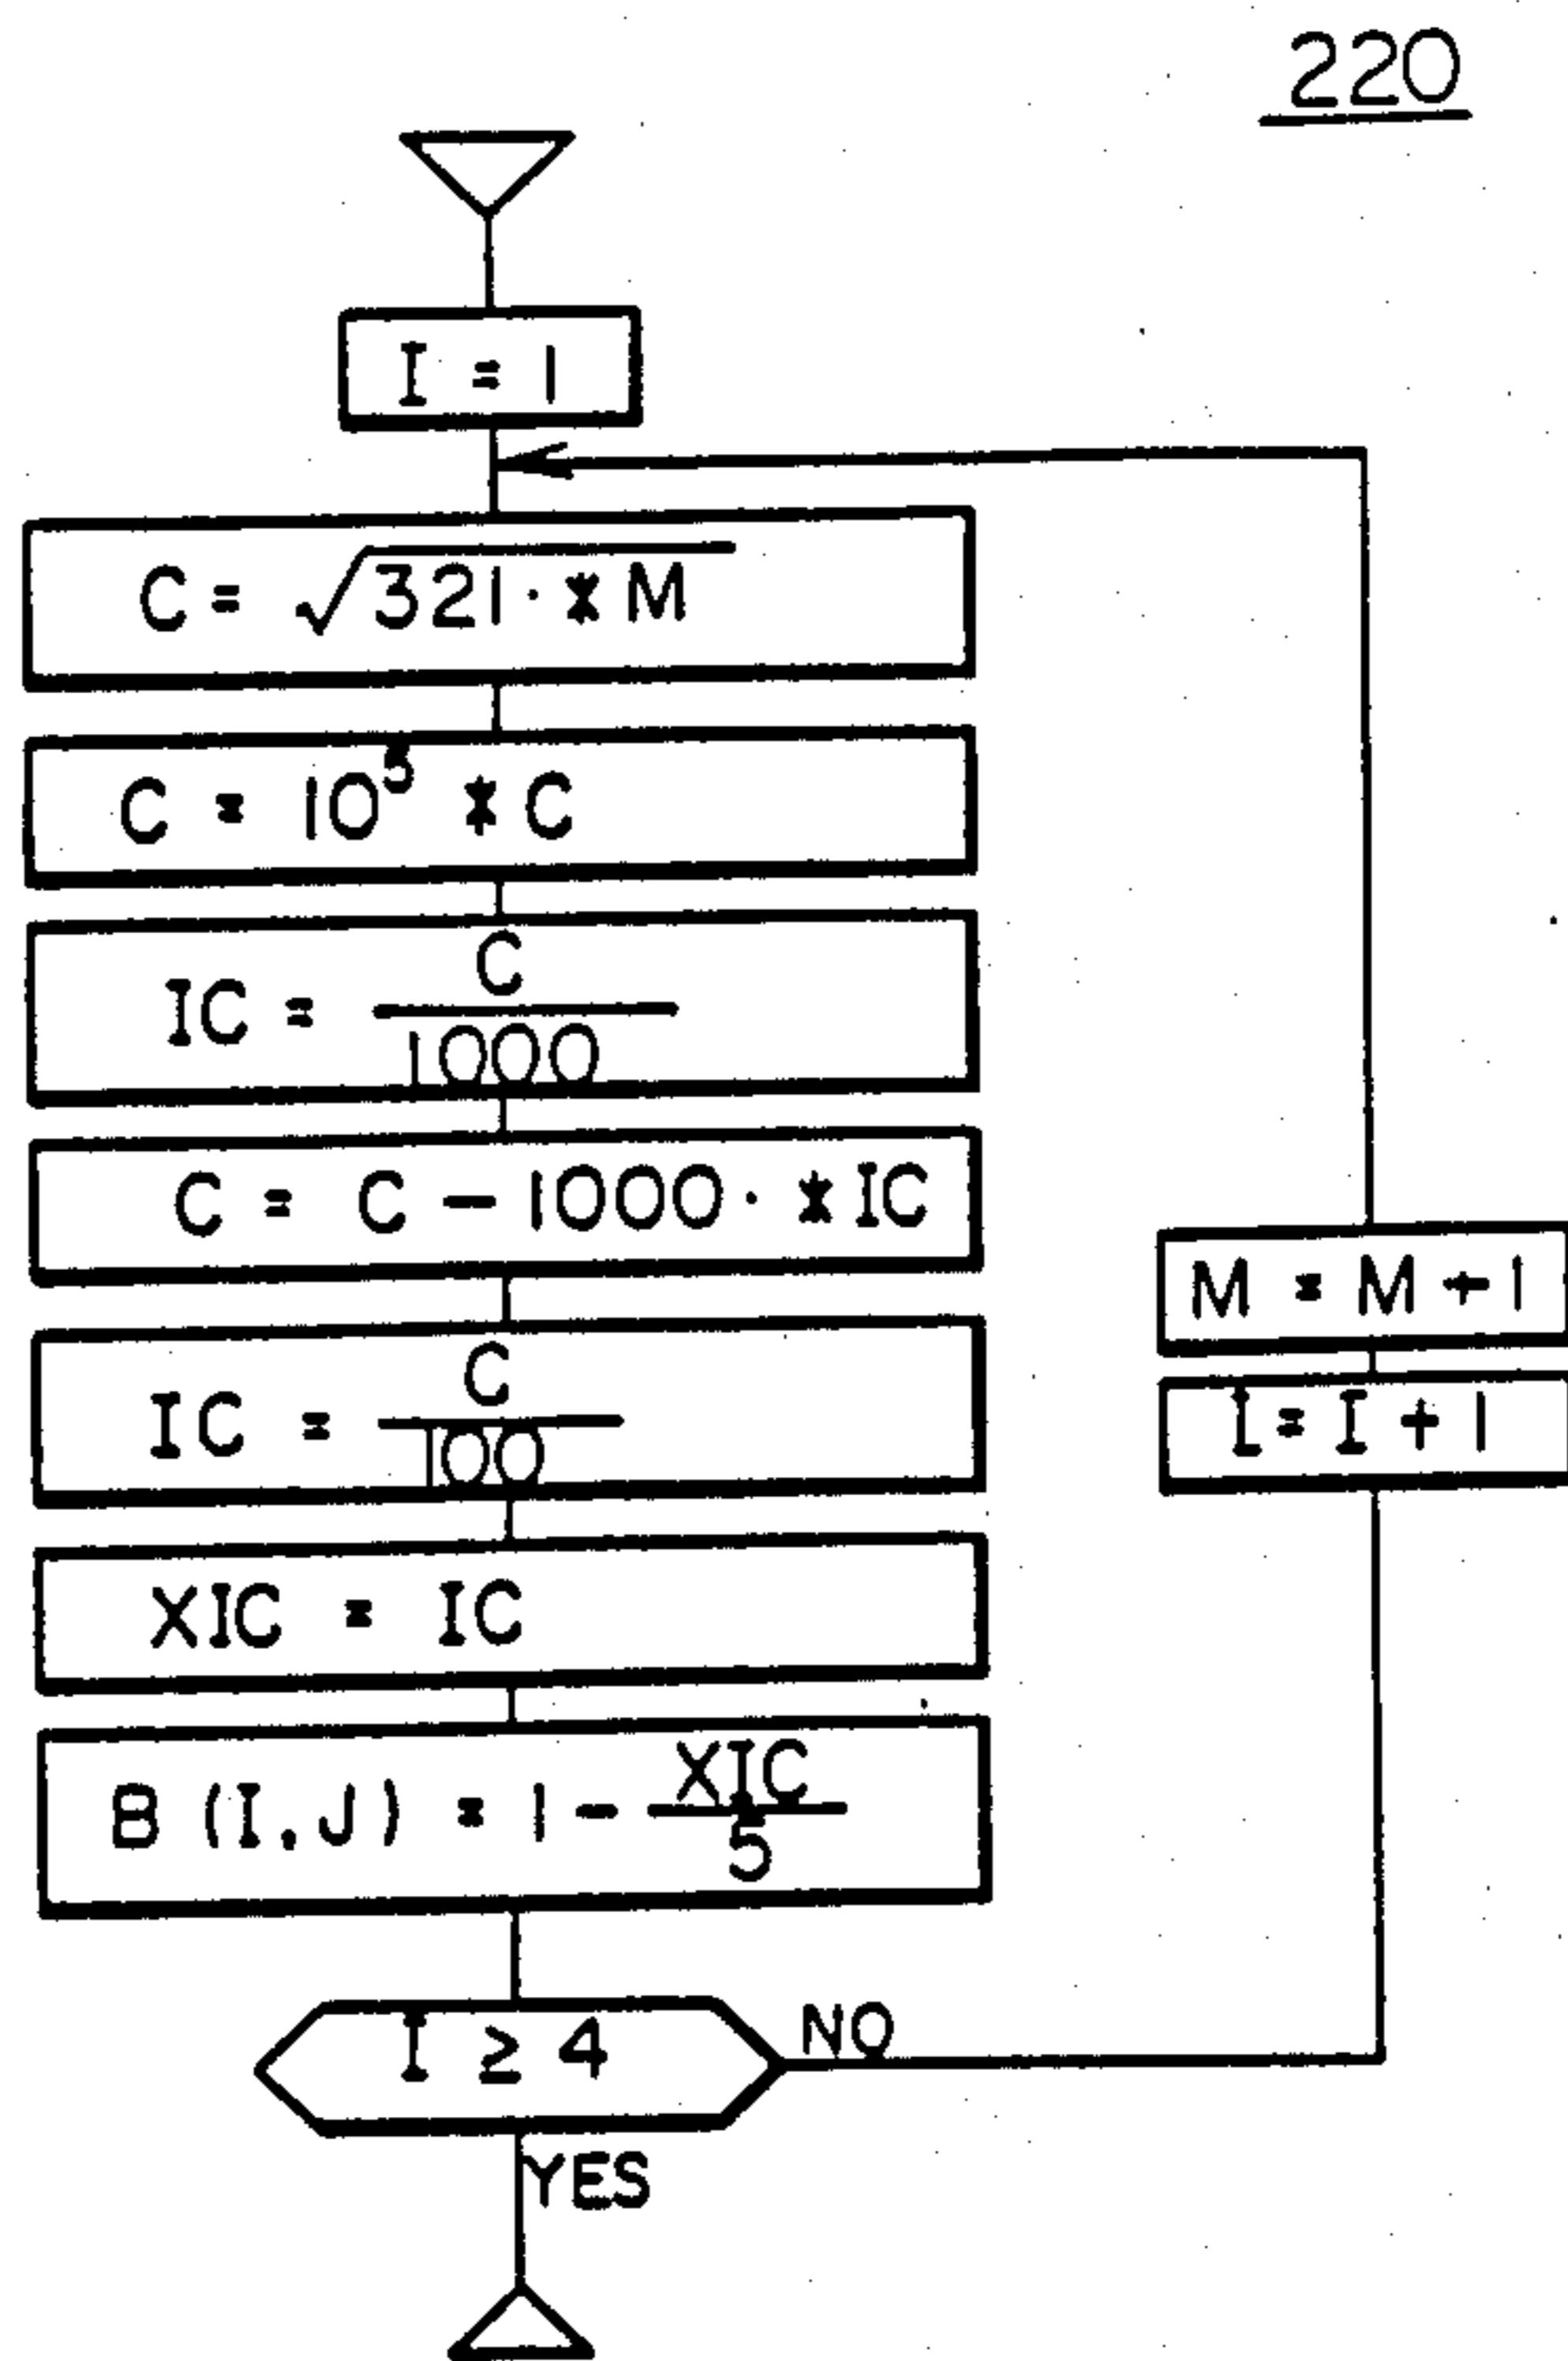 220
I = 1
C = √321. * M
C = 10⁵ * C
IC = C
1000
C = C - 1000. * IC
IC = C
100
XIC = IC
B (I,J) = 1 - XIC
5
I ≥ 4
NO
YES
M = M + 1
I = I + 1